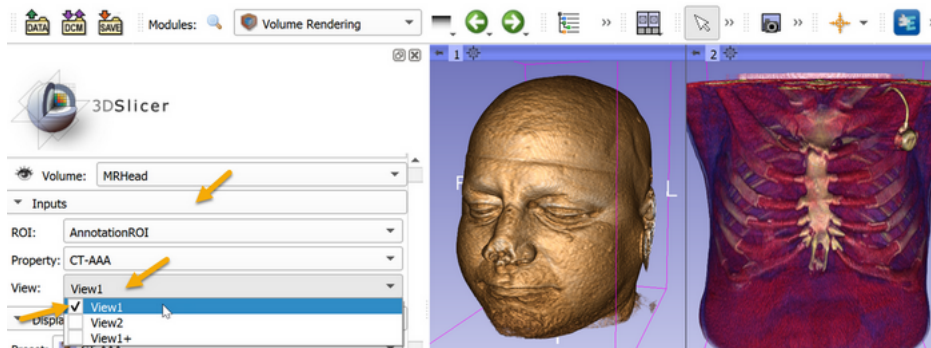 DATA DCM SAVE Modules: Volume Rendering
1
2
3DSlicer
Volume: MRHead
Inputs
ROI: AnnotationROI
Property: CT-AAA
View: View1
View1
View2
View1+
L